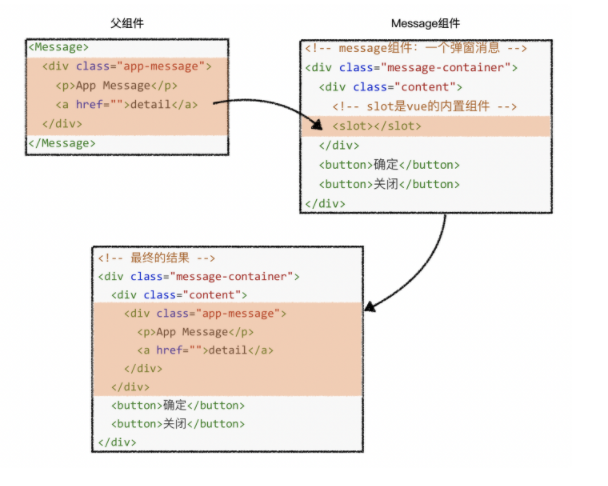 父组件
<Message>
<div class="app-message">
<p>App Message</p>
<a href="">detail</a>
</div>
</Message>
Message组件
<!-- message组件: 一个弹窗消息 -->
<div class="message-container">
<div class="content">
<!-- slot是vue的内置组件 -->
<slot></slot>
</div>
<button>确定</button>
<button>关闭</button>
</div>
<!-- 最终的结果 -->
<div class="message-container">
<div class="content">
<div class="app-message">
<p>App Message</p>
<a href="">detail</a>
</div>
</div>
<button>确定</button>
<button>关闭</button>
</div>